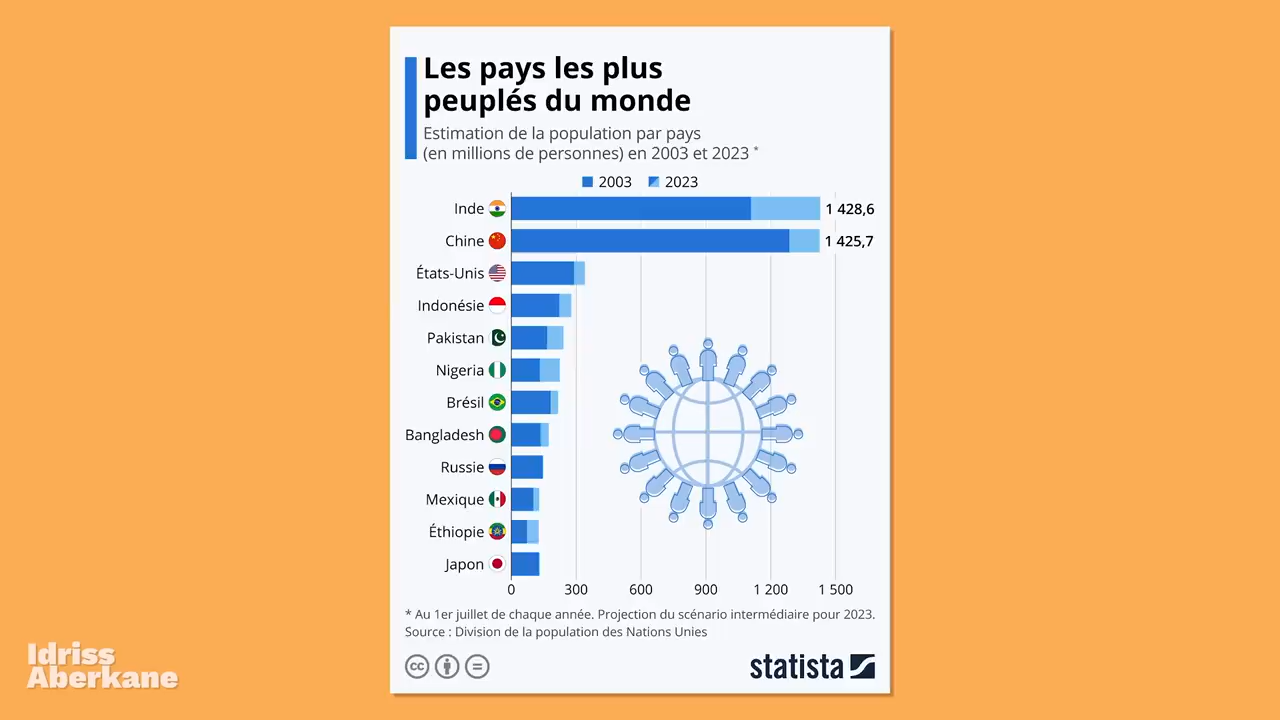 Les pays les plus
peuplés du monde
Estimation de la population par pays
(en millions de personnes) en 2003 et 2023 *
2003 2023
Inde 1 428,6
Chine 1 425,7
États-Unis
Indonésie
Pakistan
Nigeria
Brésil
Bangladesh
Russie
Mexique
Éthiopie
Japon
0 300 600 900 1 200 1 500
* Au 1er juillet de chaque année. Projection du scénario intermédiaire pour 2023.
Source : Division de la population des Nations Unies
cc
statista
Idriss
Aberkane